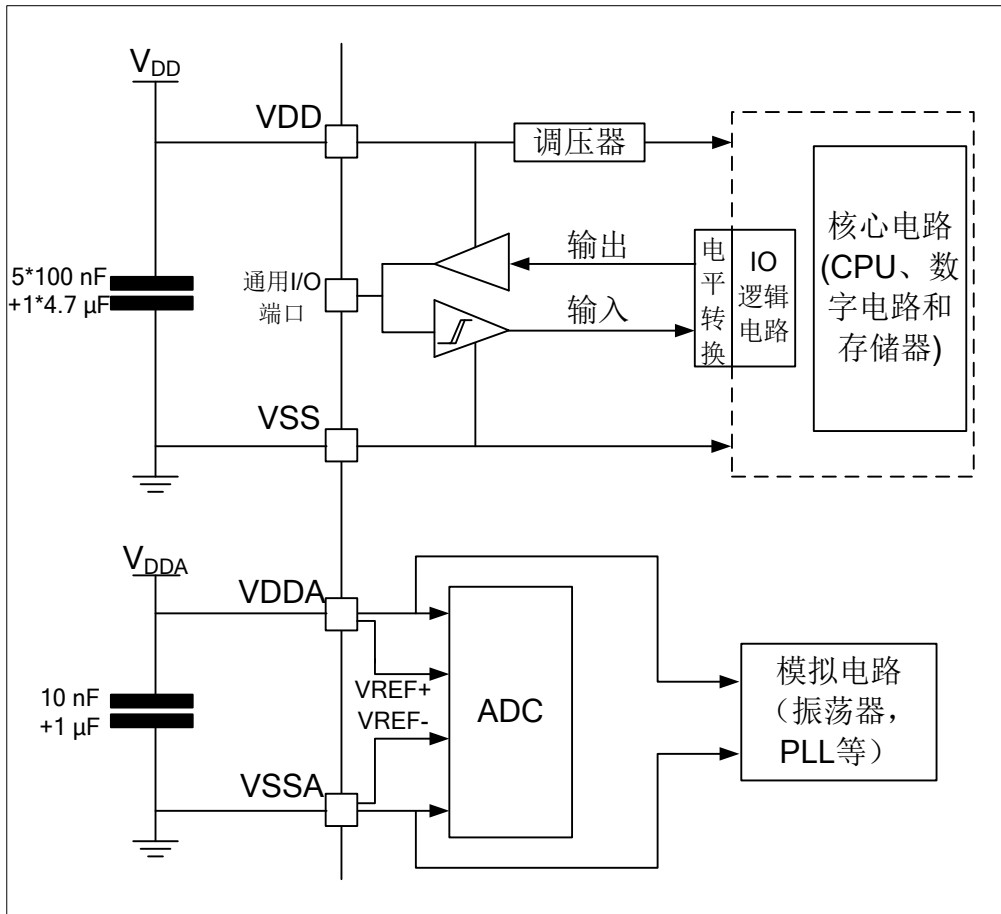 VDD
VDD
调压器
5*100 nF
+1*4.7 µF
通用I/O
端口
输出
输入
电平转换
IO
逻辑
电路
核心电路
(CPU、数
字电路和
存储器)
VSS
VDDA
VDDA
10 nF
+1 µF
VREF+
VREF-
ADC
模拟电路
（振荡器，
PLL等）
VSSA